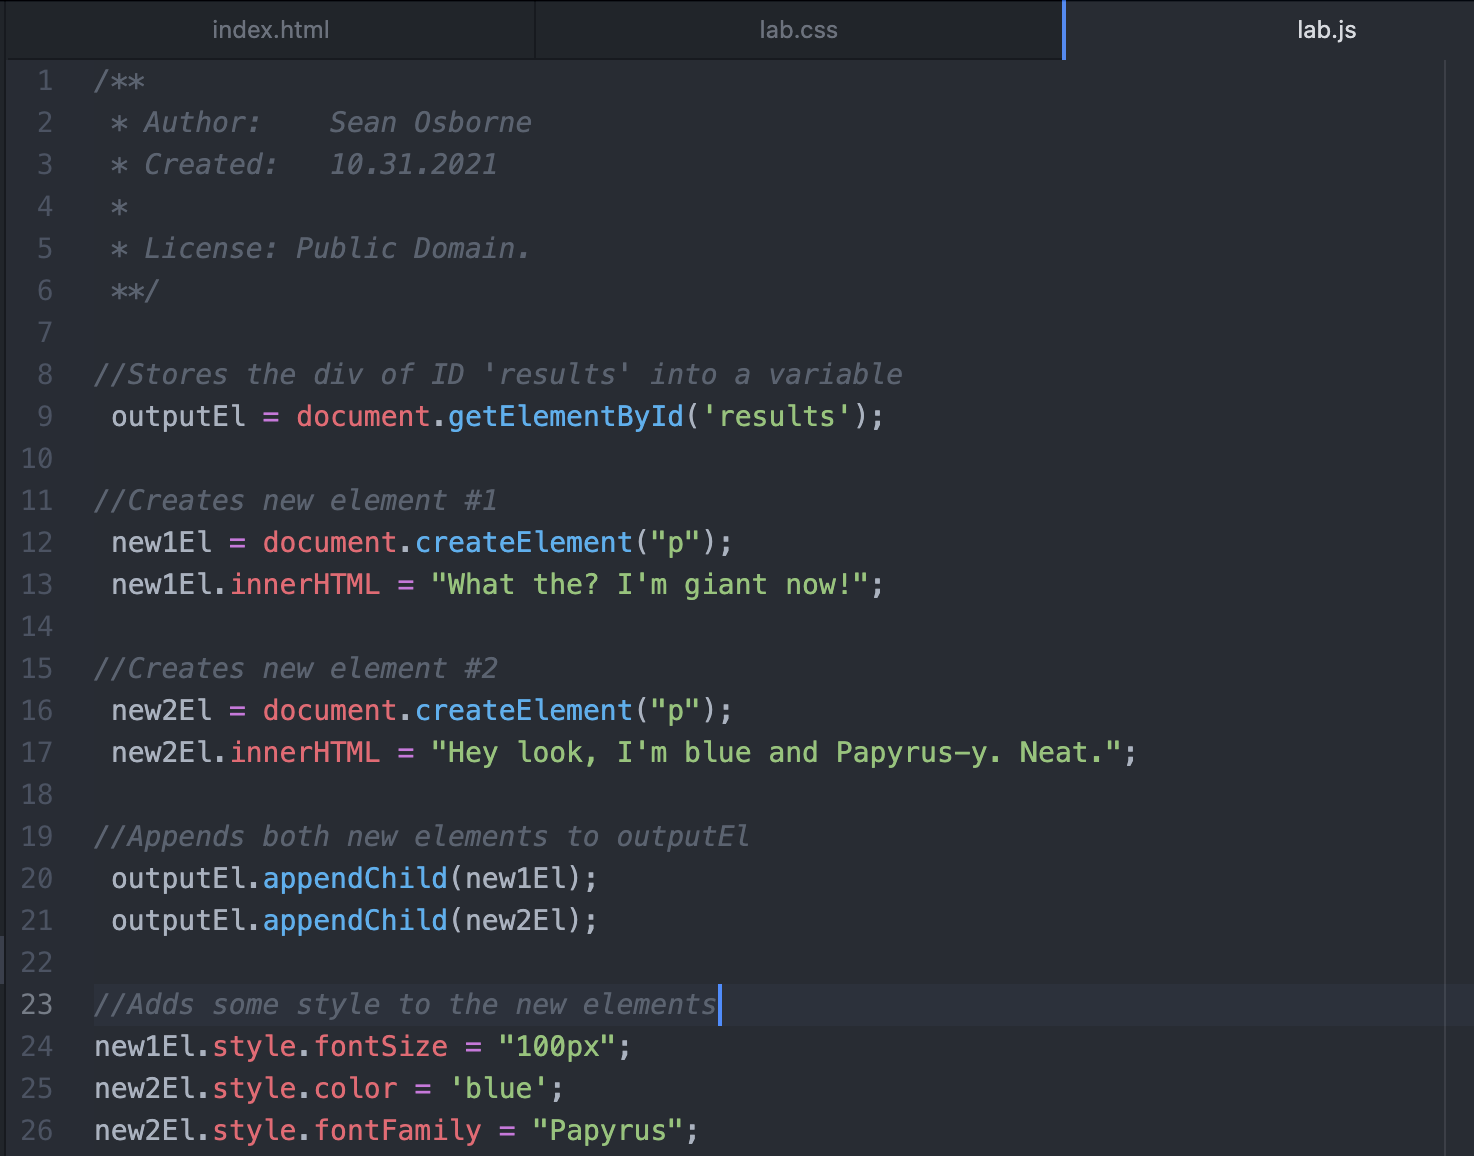 index.html lab.css lab.js
1 /**
2  * Author:    Sean Osborne
3  * Created:   10.31.2021
4  *
5  * License: Public Domain.
6  **/
7
8 //Stores the div of ID 'results' into a variable
9  outputEl = document.getElementById('results');
10
11 //Creates new element #1
12  new1El = document.createElement("p");
13  new1El.innerHTML = "What the? I'm giant now!";
14
15 //Creates new element #2
16  new2El = document.createElement("p");
17  new2El.innerHTML = "Hey look, I'm blue and Papyrus-y. Neat.";
18
19 //Appends both new elements to outputEl
20  outputEl.appendChild(new1El);
21  outputEl.appendChild(new2El);
22
23 //Adds some style to the new elements
24 new1El.style.fontSize = "100px";
25 new2El.style.color = 'blue';
26 new2El.style.fontFamily = "Papyrus";